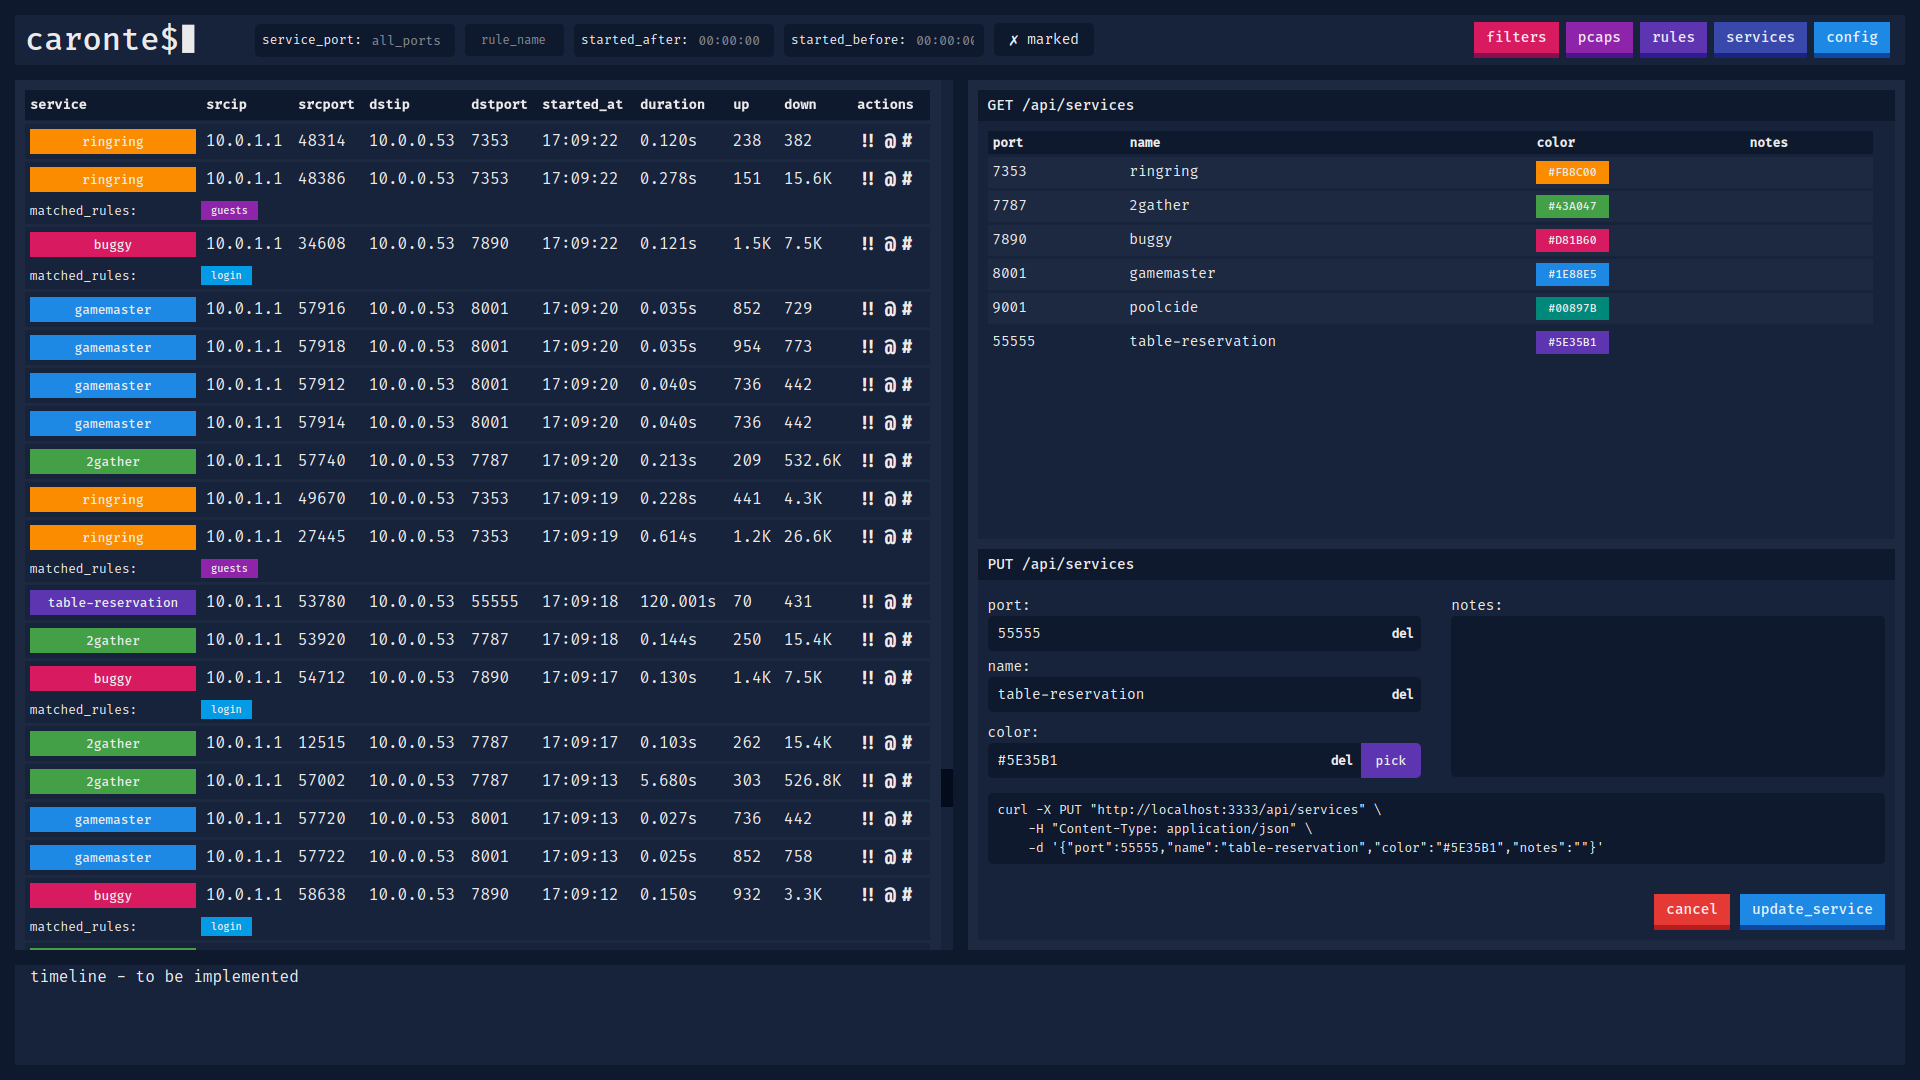 caronte$
service_port: all_ports rule_name started_after: 00:00:00 started_before: 00:00:00 ✗ marked
filters pcaps rules services config
service srcip srcport dstip dstport started_at duration up down actions
ringring 10.0.1.1 48314 10.0.0.53 7353 17:09:22 0.120s 238 382 !! @ #
ringring 10.0.1.1 48386 10.0.0.53 7353 17:09:22 0.278s 151 15.6K !! @ #
matched_rules: guests
buggy 10.0.1.1 34608 10.0.0.53 7890 17:09:22 0.121s 1.5K 7.5K !! @ #
matched_rules: login
gamemaster 10.0.1.1 57916 10.0.0.53 8001 17:09:20 0.035s 852 729 !! @ #
gamemaster 10.0.1.1 57918 10.0.0.53 8001 17:09:20 0.035s 954 773 !! @ #
gamemaster 10.0.1.1 57912 10.0.0.53 8001 17:09:20 0.040s 736 442 !! @ #
gamemaster 10.0.1.1 57914 10.0.0.53 8001 17:09:20 0.040s 736 442 !! @ #
2gather 10.0.1.1 57740 10.0.0.53 7787 17:09:20 0.213s 209 532.6K !! @ #
ringring 10.0.1.1 49670 10.0.0.53 7353 17:09:19 0.228s 441 4.3K !! @ #
ringring 10.0.1.1 27445 10.0.0.53 7353 17:09:19 0.614s 1.2K 26.6K !! @ #
matched_rules: guests
table-reservation 10.0.1.1 53780 10.0.0.53 55555 17:09:18 120.001s 70 431 !! @ #
2gather 10.0.1.1 53920 10.0.0.53 7787 17:09:18 0.144s 250 15.4K !! @ #
buggy 10.0.1.1 54712 10.0.0.53 7890 17:09:17 0.130s 1.4K 7.5K !! @ #
matched_rules: login
2gather 10.0.1.1 12515 10.0.0.53 7787 17:09:17 0.103s 262 15.4K !! @ #
2gather 10.0.1.1 57002 10.0.0.53 7787 17:09:13 5.680s 303 526.8K !! @ #
gamemaster 10.0.1.1 57720 10.0.0.53 8001 17:09:13 0.027s 736 442 !! @ #
gamemaster 10.0.1.1 57722 10.0.0.53 8001 17:09:13 0.025s 852 758 !! @ #
buggy 10.0.1.1 58638 10.0.0.53 7890 17:09:12 0.150s 932 3.3K !! @ #
matched_rules: login
GET /api/services
port name color notes
7353 ringring #FB8C00
7787 2gather #43A047
7890 buggy #D81B60
8001 gamemaster #1E88E5
9001 poolcide #00897B
55555 table-reservation #5E35B1
PUT /api/services
port:
55555 del
name:
table-reservation del
color:
#5E35B1 del pick
notes:
curl -X PUT "http://localhost:3333/api/services" \
-H "Content-Type: application/json" \
-d '{"port":55555,"name":"table-reservation","color":"#5E35B1","notes":""}'
cancel update_service
timeline - to be implemented